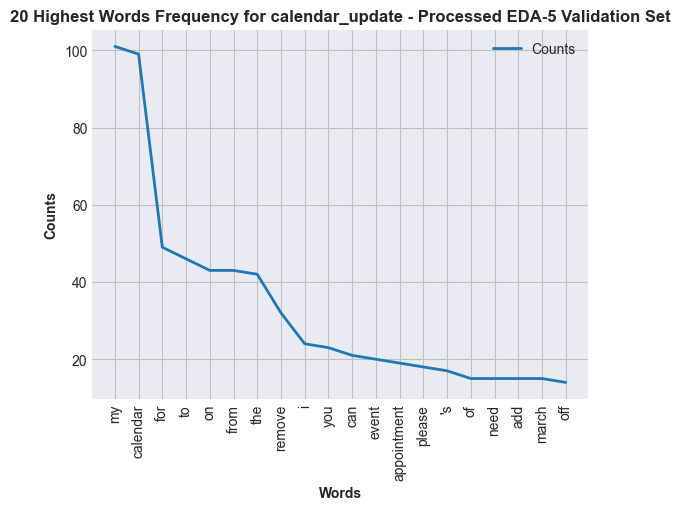 20 Highest Words Frequency for calendar_update - Processed EDA-5 Validation Set
Counts
100
80
60
40
20
Counts
my
calendar
for
to
on
from
the
remove
i
you
can
event
appointment
please
's
of
need
add
march
off
Words